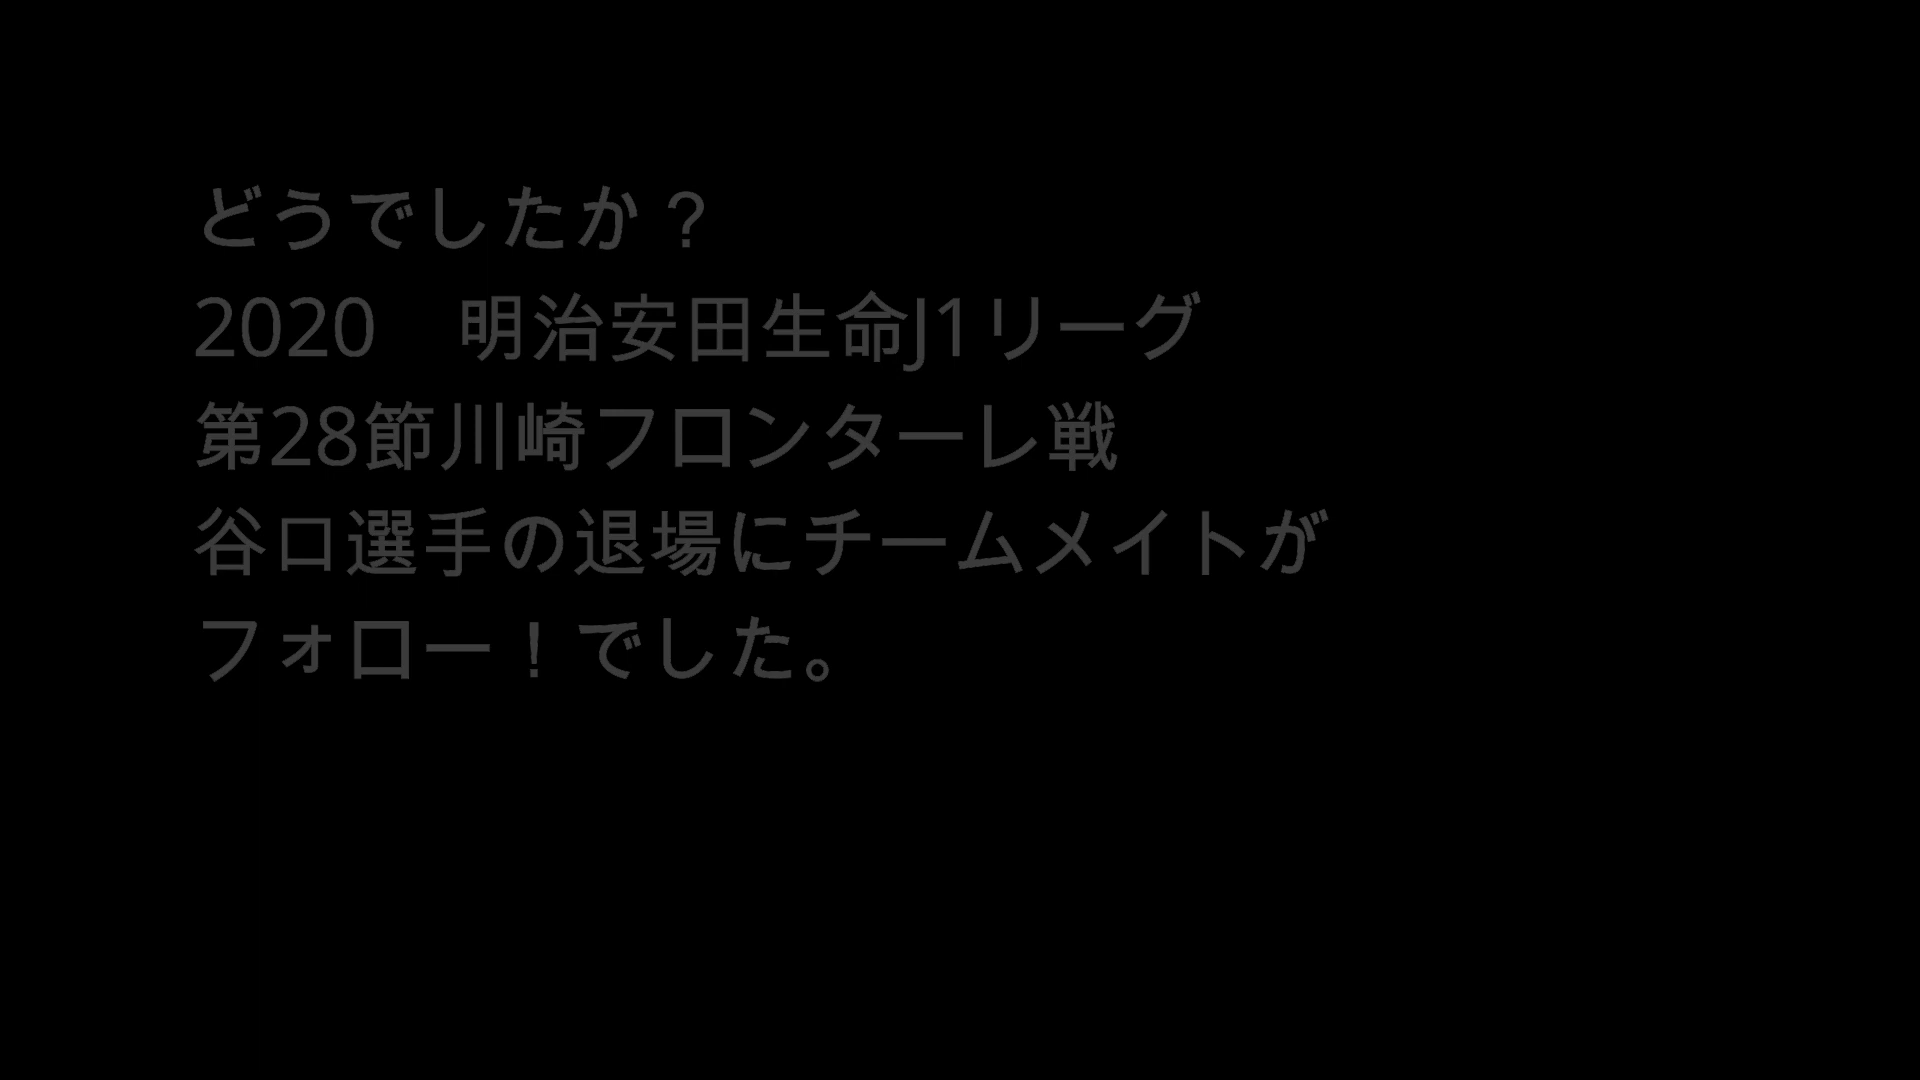 どうでしたか？
2020　明治安田生命J1リーグ
第28節川崎フロンターレ戦
谷口選手の退場にチームメイトが
フォロー！でした。